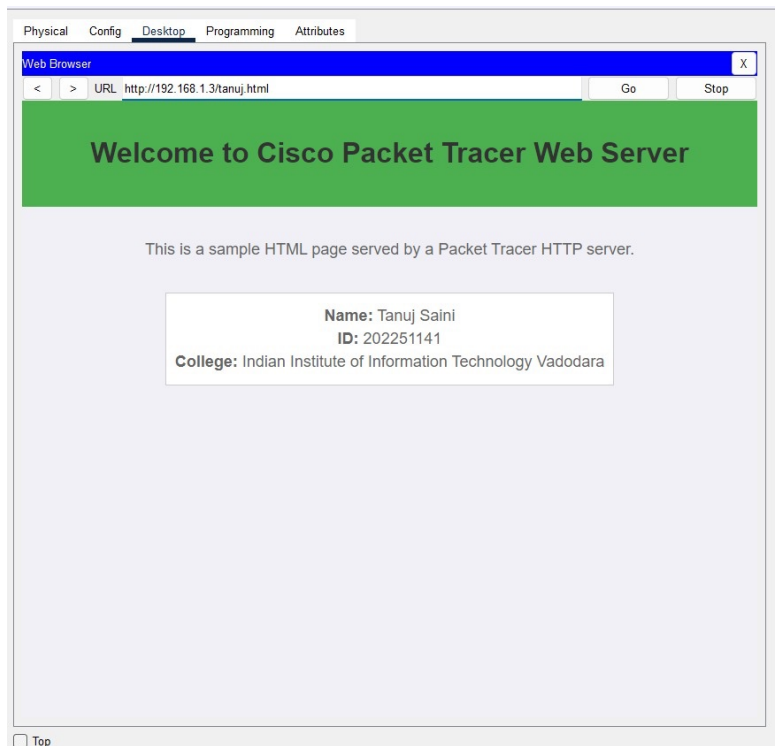 Physical Config Desktop Programming Attributes
Web Browser X
< > URL http://192.168.1.3/tanuj.html Go Stop
Welcome to Cisco Packet Tracer Web Server
This is a sample HTML page served by a Packet Tracer HTTP server.
Name: Tanuj Saini
ID: 202251141
College: Indian Institute of Information Technology Vadodara
Top